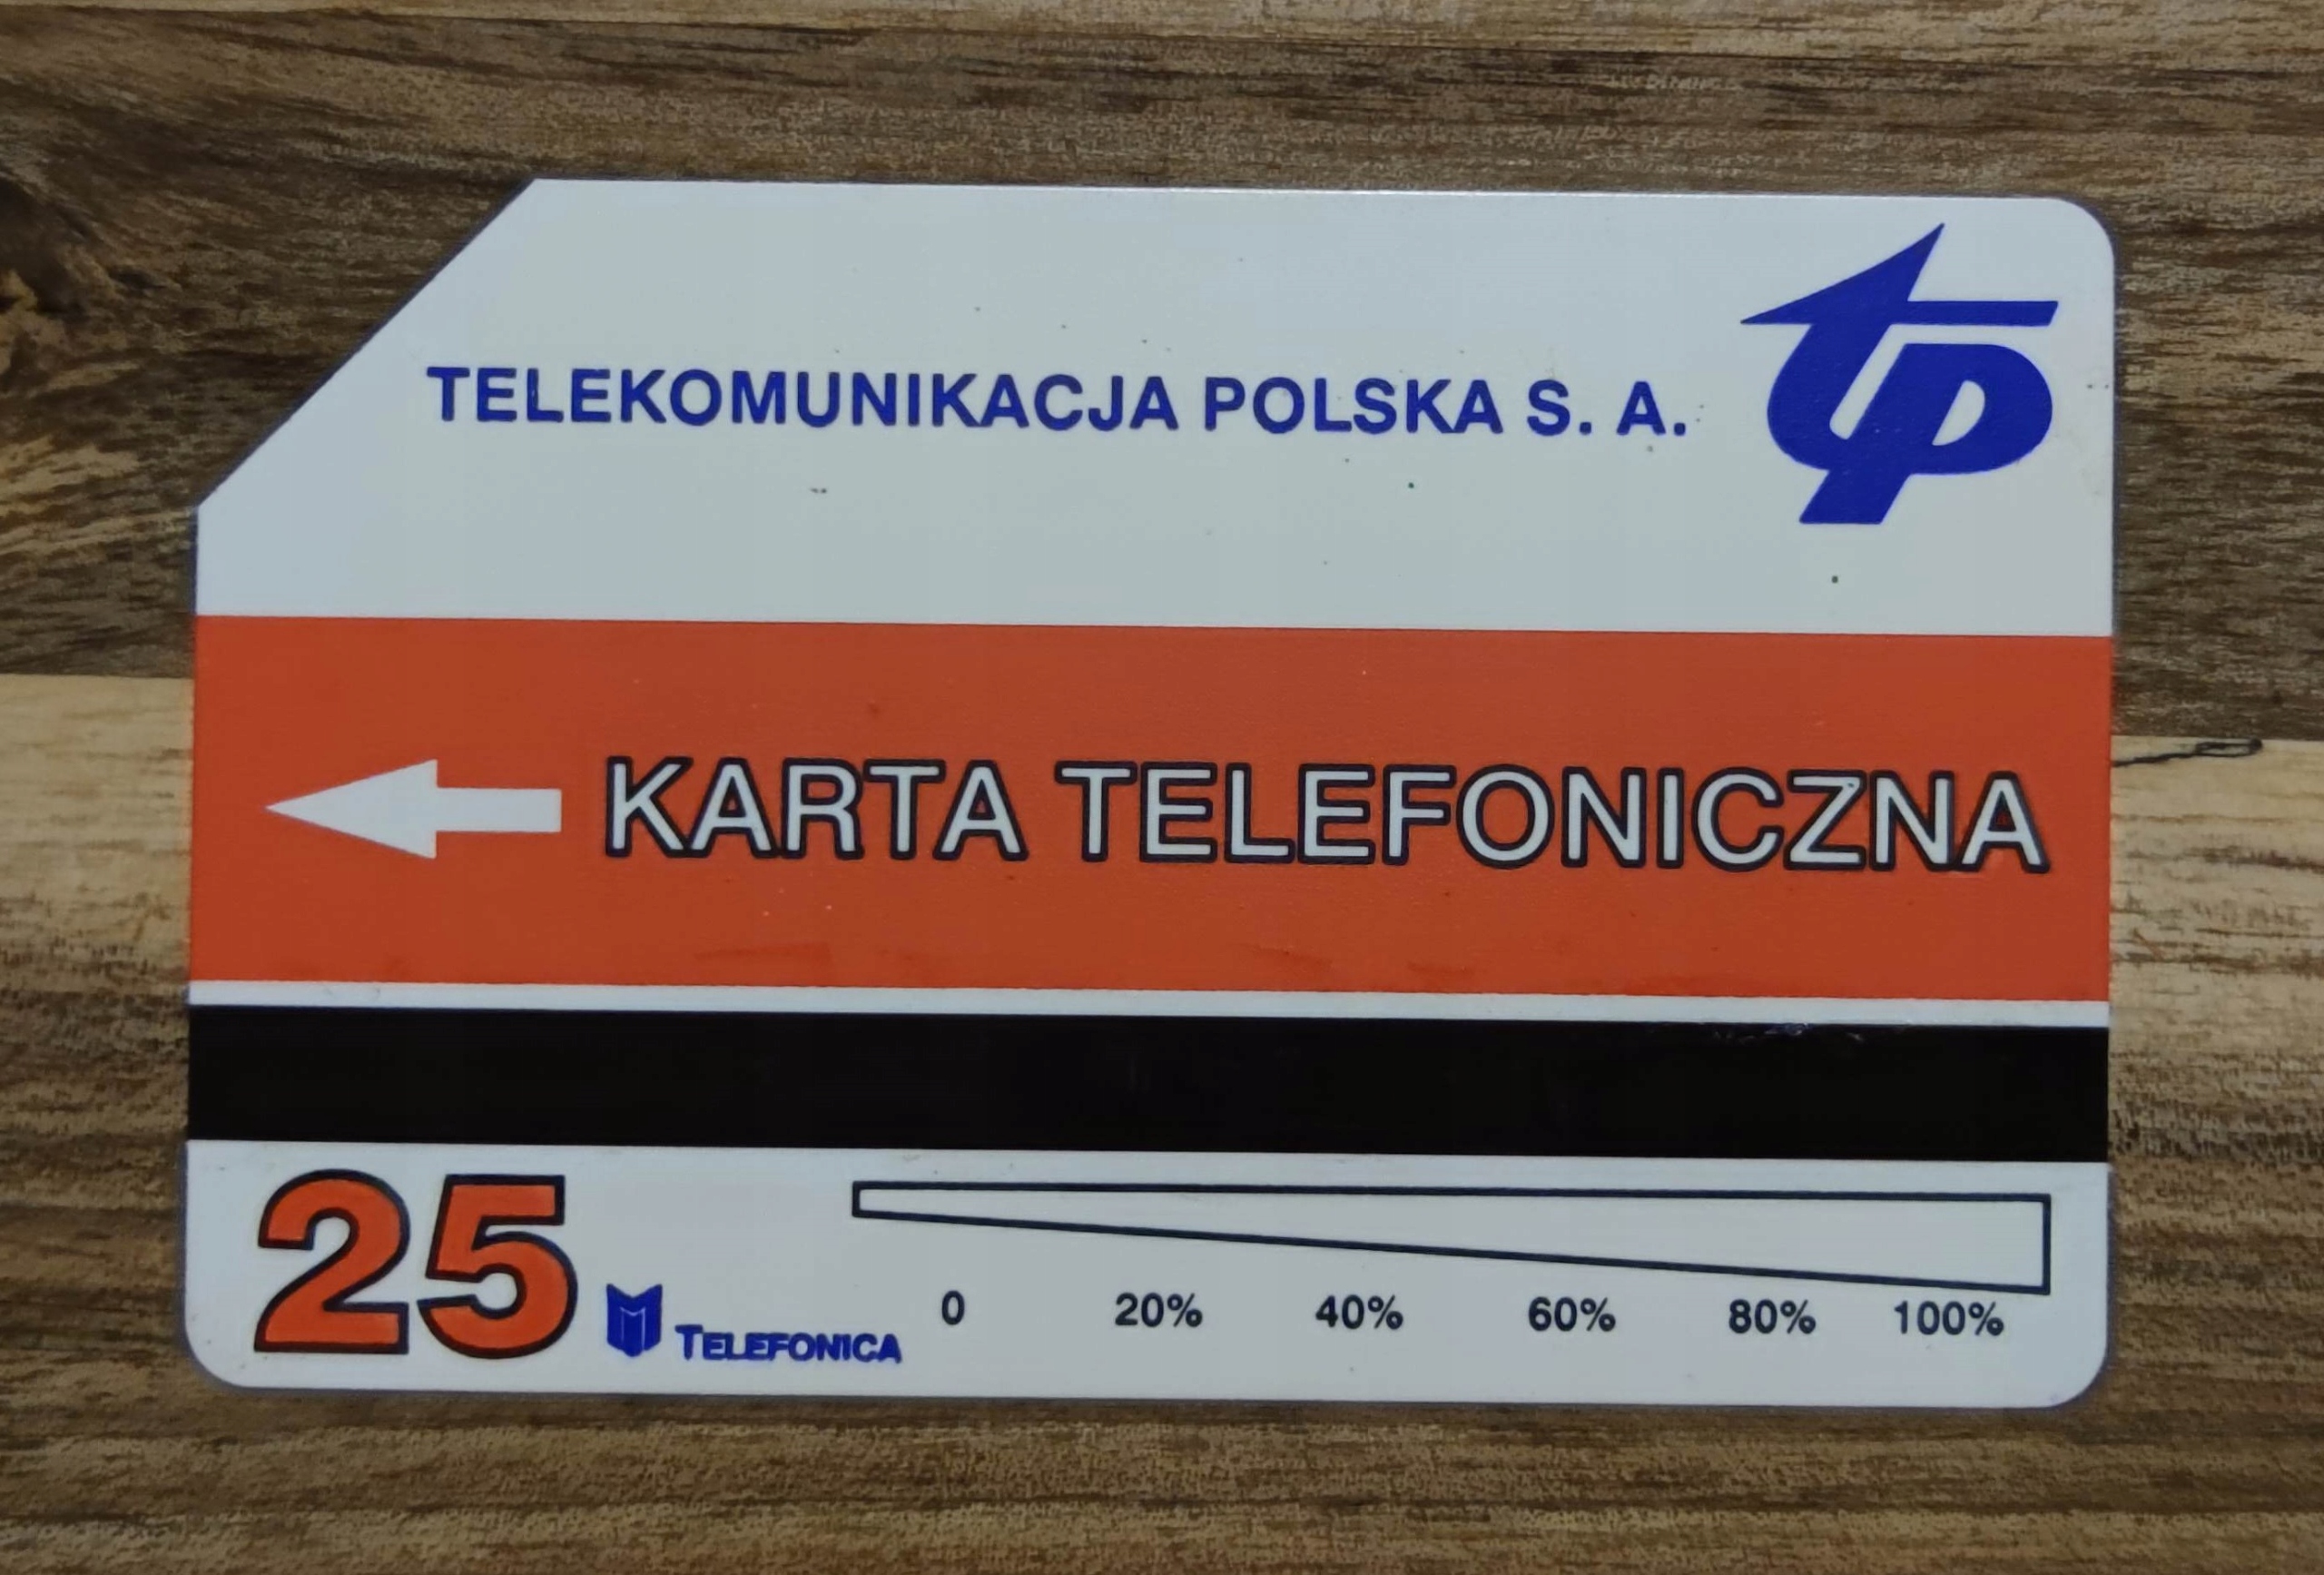 TELEKOMUNIKACJA POLSKA S. A.
tp
KARTA TELEFONICZNA
25
TELEFONICA
0 20% 40% 60% 80% 100%